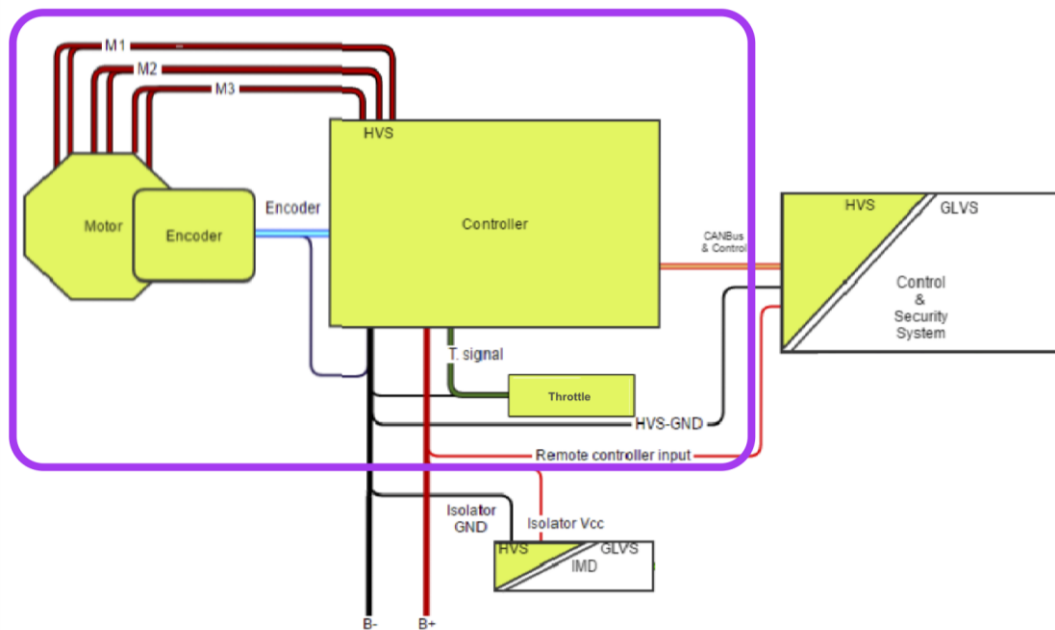 M1
M2
M3
HVS
Motor
Encoder
Encoder
Controller
CANBus
& Control
HVS
GLVS
Control
&
Security
System
T. signal
Throttle
HVS-GND
Remote controller input
Isolator
GND
Isolator Vcc
HVS
GLVS
IMD
B-
B+